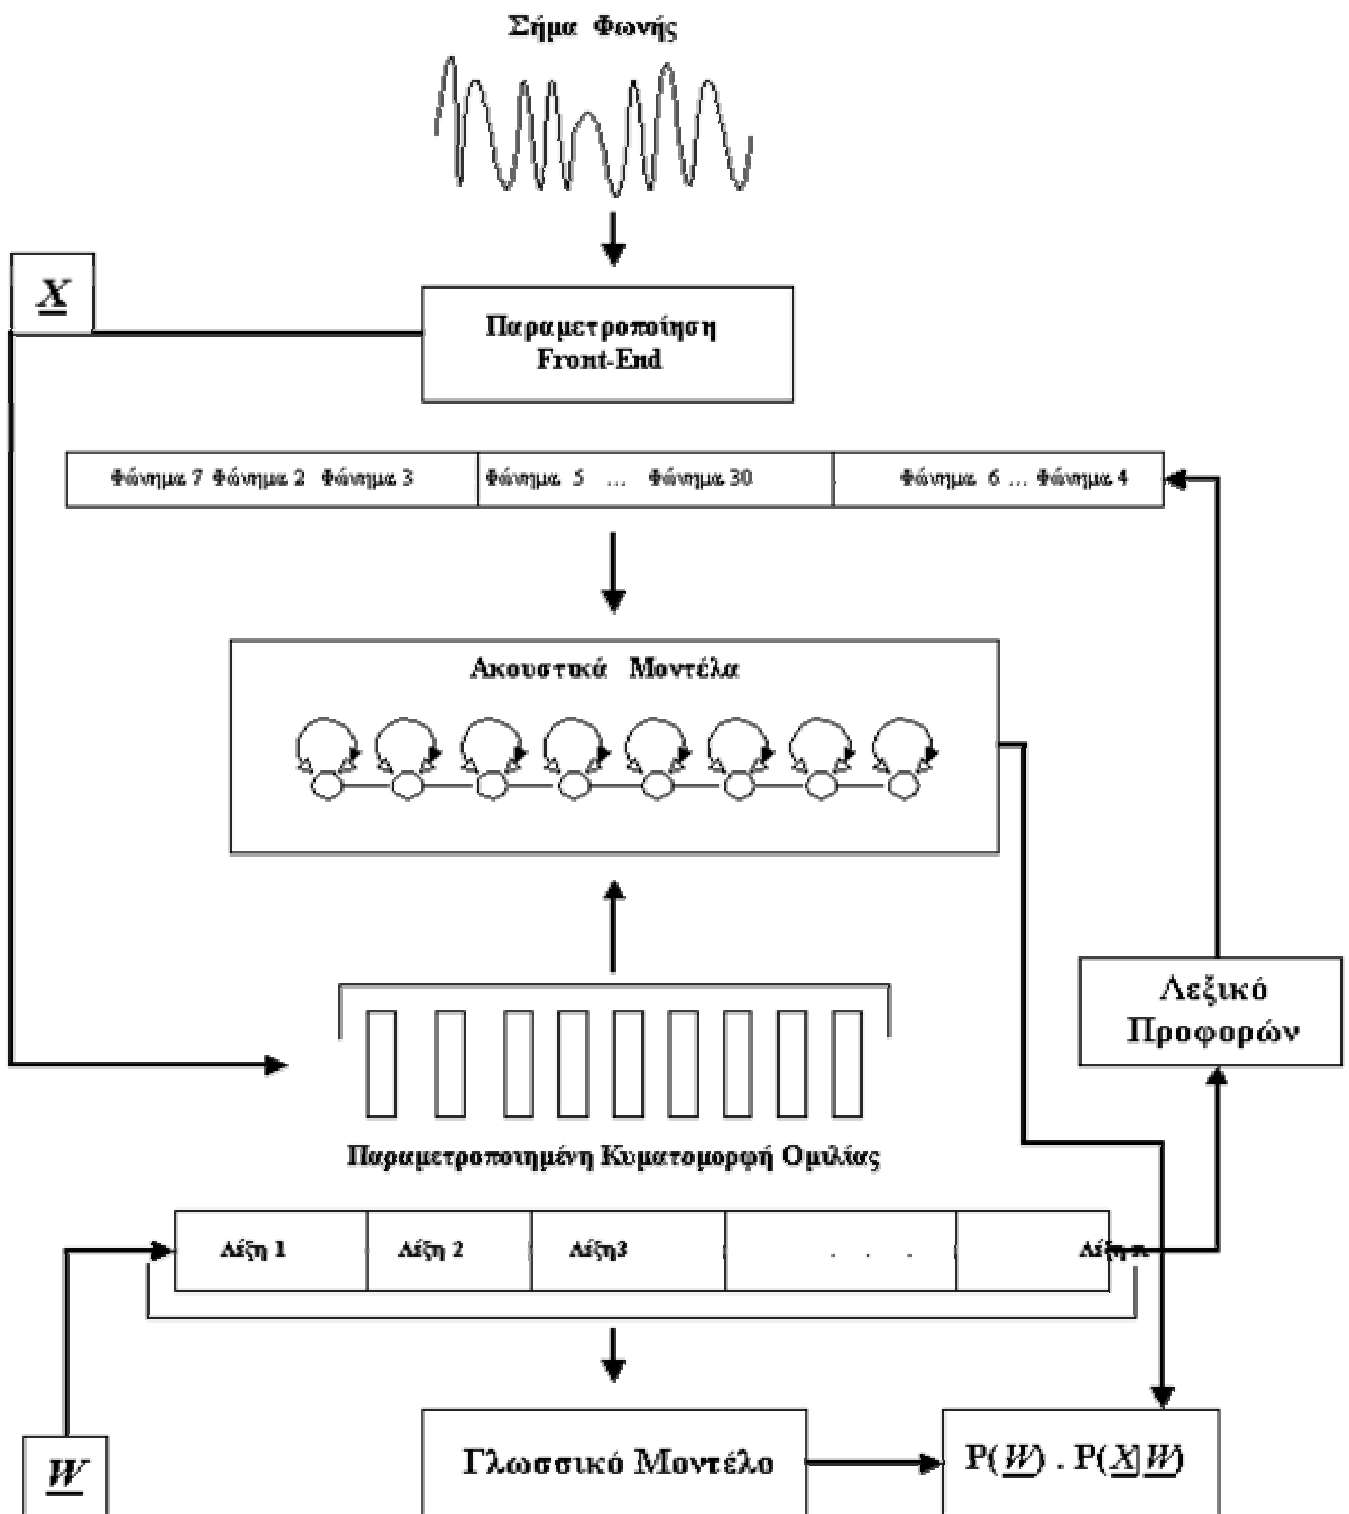 Σήμα Φωνής
X
Παραμετροποίηση
Front-End
Φώνημα 7 Φώνημα 2 Φώνημα 3 Φώνημα 5 ... Φώνημα 30 Φώνημα 6 ... Φώνημα 4
Ακουστικά Μοντέλα
Λεξικό
Προφορών
Παραμετροποιημένη Κυματομορφή Ομιλίας
Λέξη 1 Λέξη 2 Λέξη3 . . . Λέξη n
W
Γλωσσικό Μοντέλο
P(W) . P(X|W)